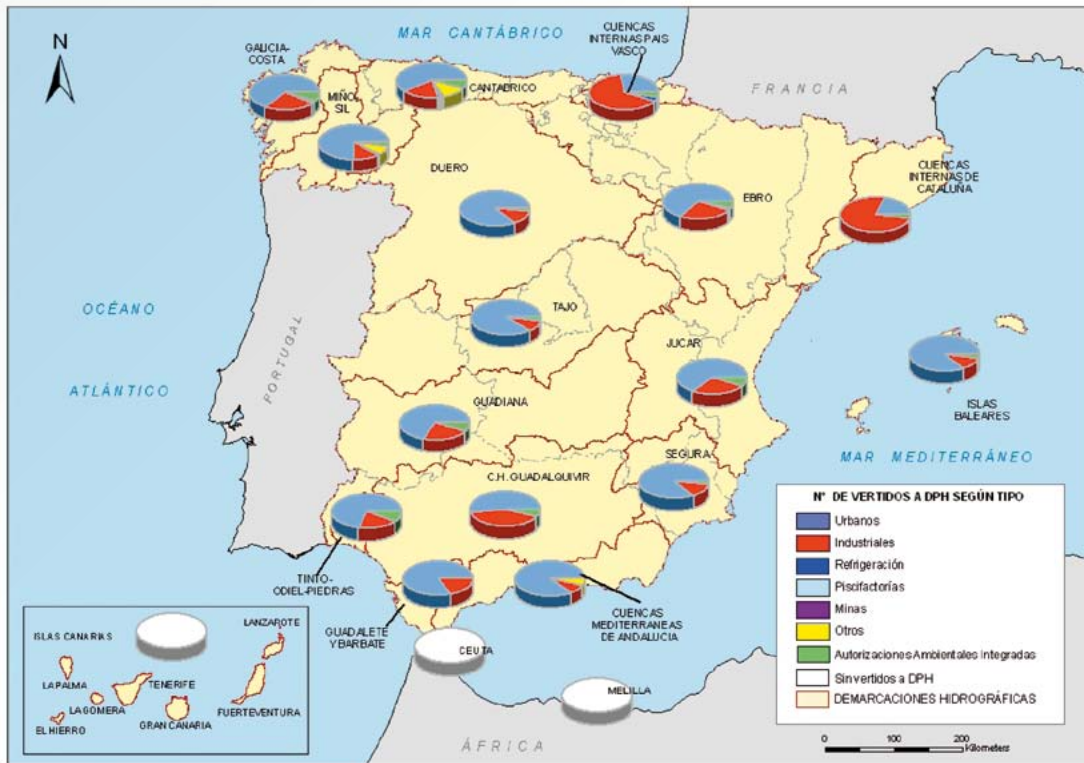 N
MAR CANTÁBRICO
CUENCAS
INTERNAS PAIS
VASCO
GALICIA-
COSTA
MIÑO-
SIL
CANTABRICO
FRANCIA
DUERO
EBRO
CUENCAS
INTERNAS DE
CATALUÑA
OCÉANO
ATLÁNTICO
PORTUGAL
TAJO
JUCAR
ISLAS
BALEARES
GUADIANA
SEGURA
MAR MEDITERRÁNEO
C.H. GUADALQUIVIR
TINTO-
ODIEL-PIEDRAS
GUADALETE
Y BARBATE
CUENCAS
MEDITERRANEAS
DE ANDALUCIA
CEUTA
MELILLA
ÁFRICA
ISLAS CANARIAS
LANZAROTE
LA PALMA
TENERIFE
LA GOMERA
EL HIERRO
GRAN CANARIA
FUERTEVENTURA
Nº DE VERTIDOS A DPH SEGÚN TIPO
Urbanos
Industriales
Refrigeración
Piscifactorías
Minas
Otros
Autorizaciones Ambientales Integradas
Sin vertidos a DPH
DEMARCACIONES HIDROGRÁFICAS
0 100 200
Kilometers